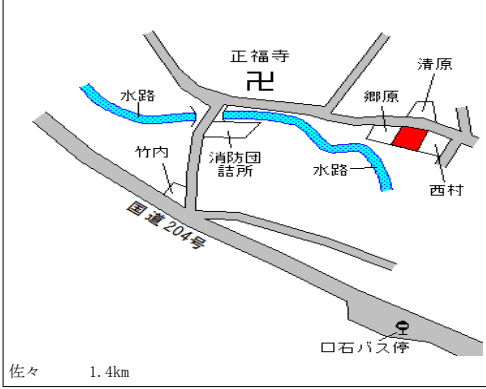 正福寺
卍
清原
水路
郷原
竹内
消防団
詰所
水路
西村
国道204号
口石バス停
佐々 1.4km